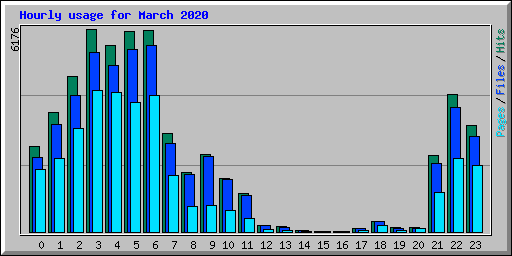 Hourly usage for March 2020
6176
Pages/Files/Hits
0 1 2 3 4 5 6 7 8 9 10 11 12 13 14 15 16 17 18 19 20 21 22 23